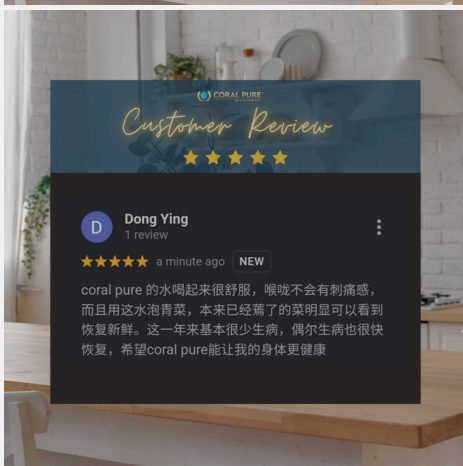 CORAL PURE
Customer Review
D
Dong Ying
1 review
a minute ago NEW
coral pure 的水喝起来很舒服，喉咙不会有刺痛感，
而且用这水泡青菜，本来已经蔫了的菜明显可以看到
恢复新鲜。这一年来基本很少生病，偶尔生病也很快
恢复，希望coral pure能让我的身体更健康